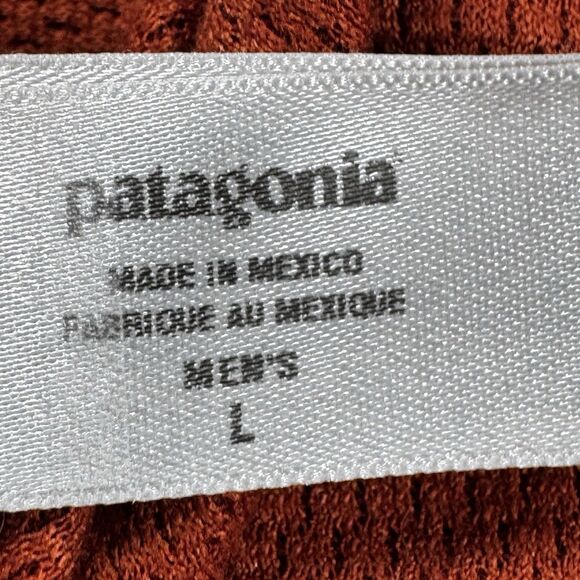 patagonia
MADE IN MEXICO
FABRIQUE AU MEXIQUE
MEN'S
L